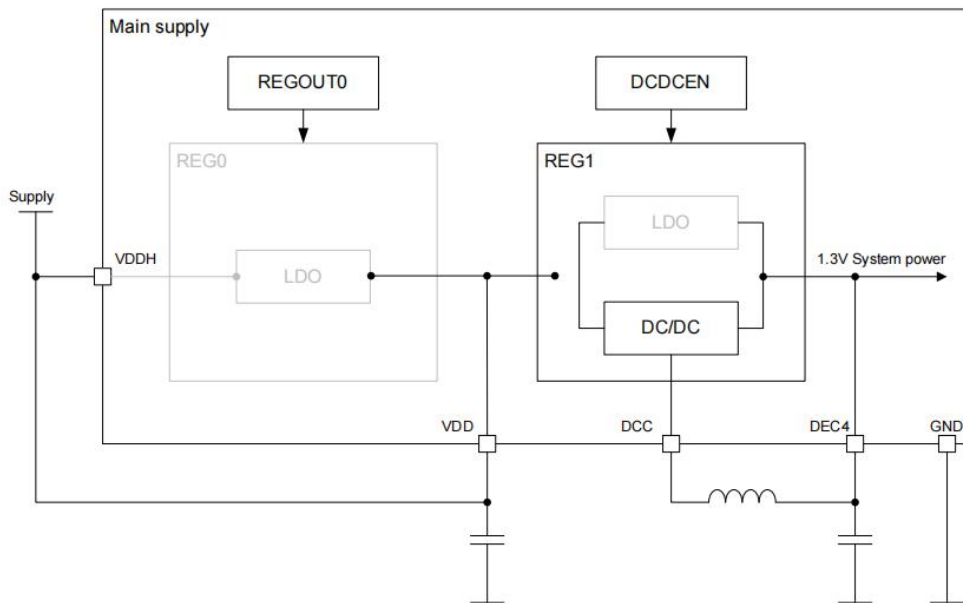 Main supply
REGOUT0
DCDCEN
REG0
REG1
Supply
LDO
VDDH
LDO
1.3V System power
DC/DC
VDD
DCC
DEC4
GND